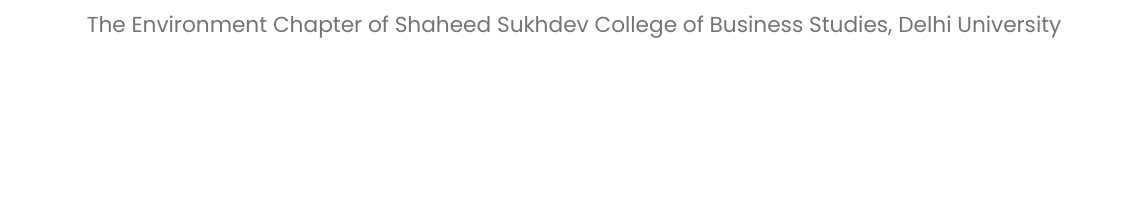 The Environment Chapter of Shaheed Sukhdev College of Business Studies, Delhi University